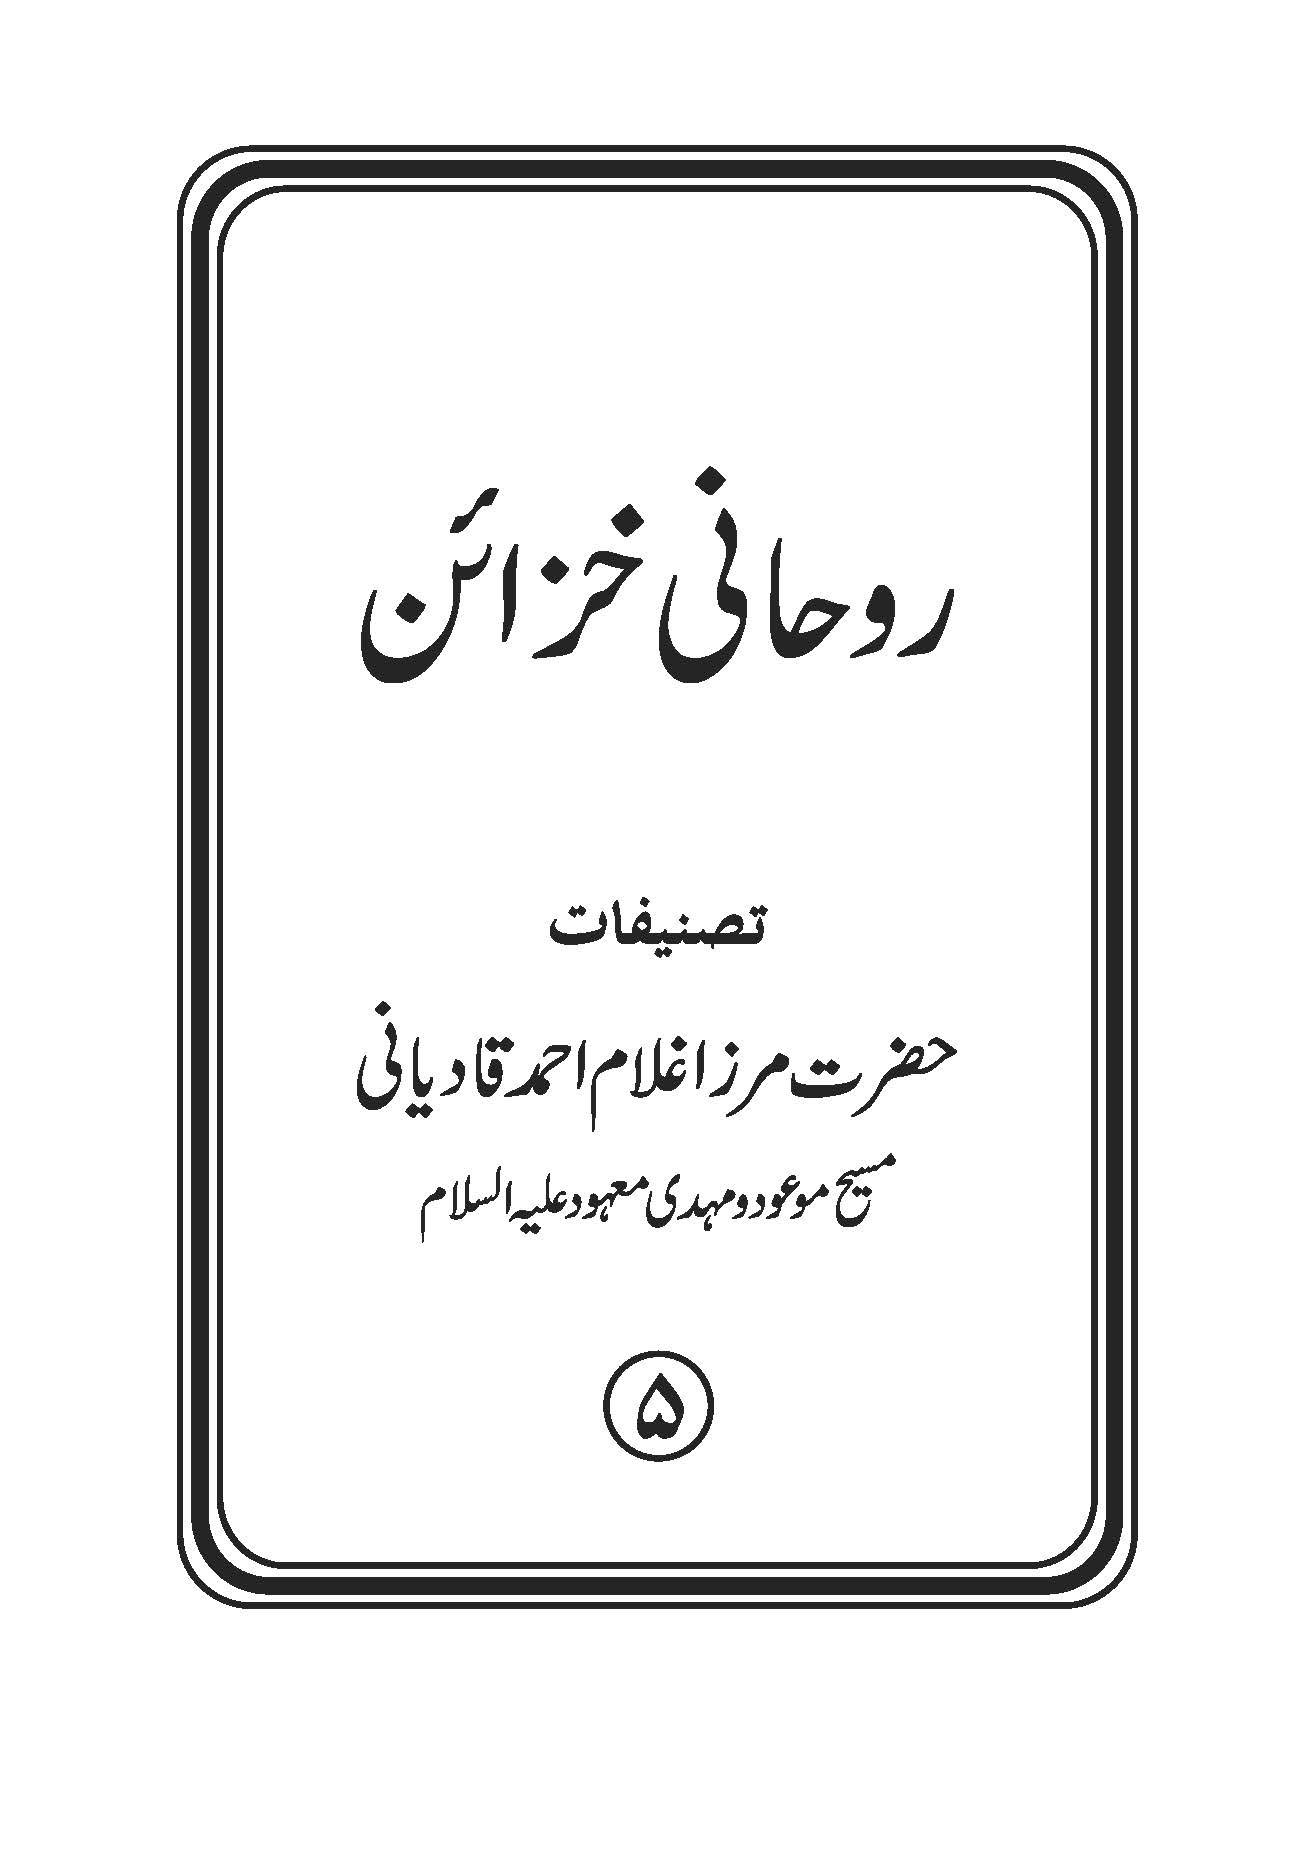 روحانی خزائن
تصنیفات
حضرت مرزا غلام احمد قادیانی
مسیح موعود و مہدی معہود علیہ السلام
۵